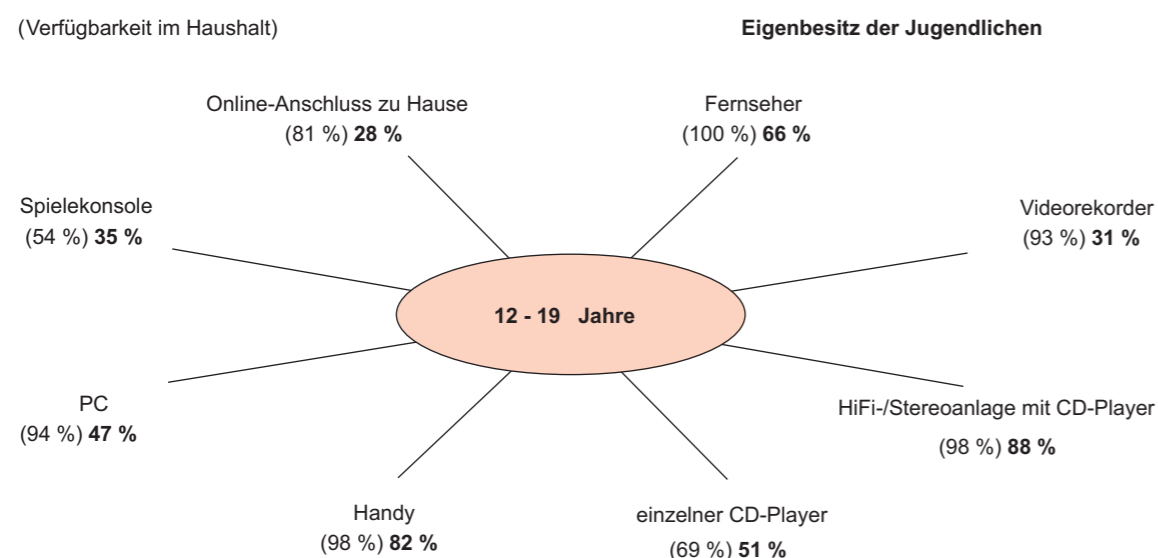 (Verfügbarkeit im Haushalt)
Eigenbesitz der Jugendlichen
Online-Anschluss zu Hause
(81 %) 28 %
Fernseher
(100 %) 66 %
Spielekonsole
(54 %) 35 %
Videorekorder
(93 %) 31 %
12 - 19 Jahre
PC
(94 %) 47 %
HiFi-/Stereoanlage mit CD-Player
(98 %) 88 %
Handy
(98 %) 82 %
einzelner CD-Player
(69 %) 51 %